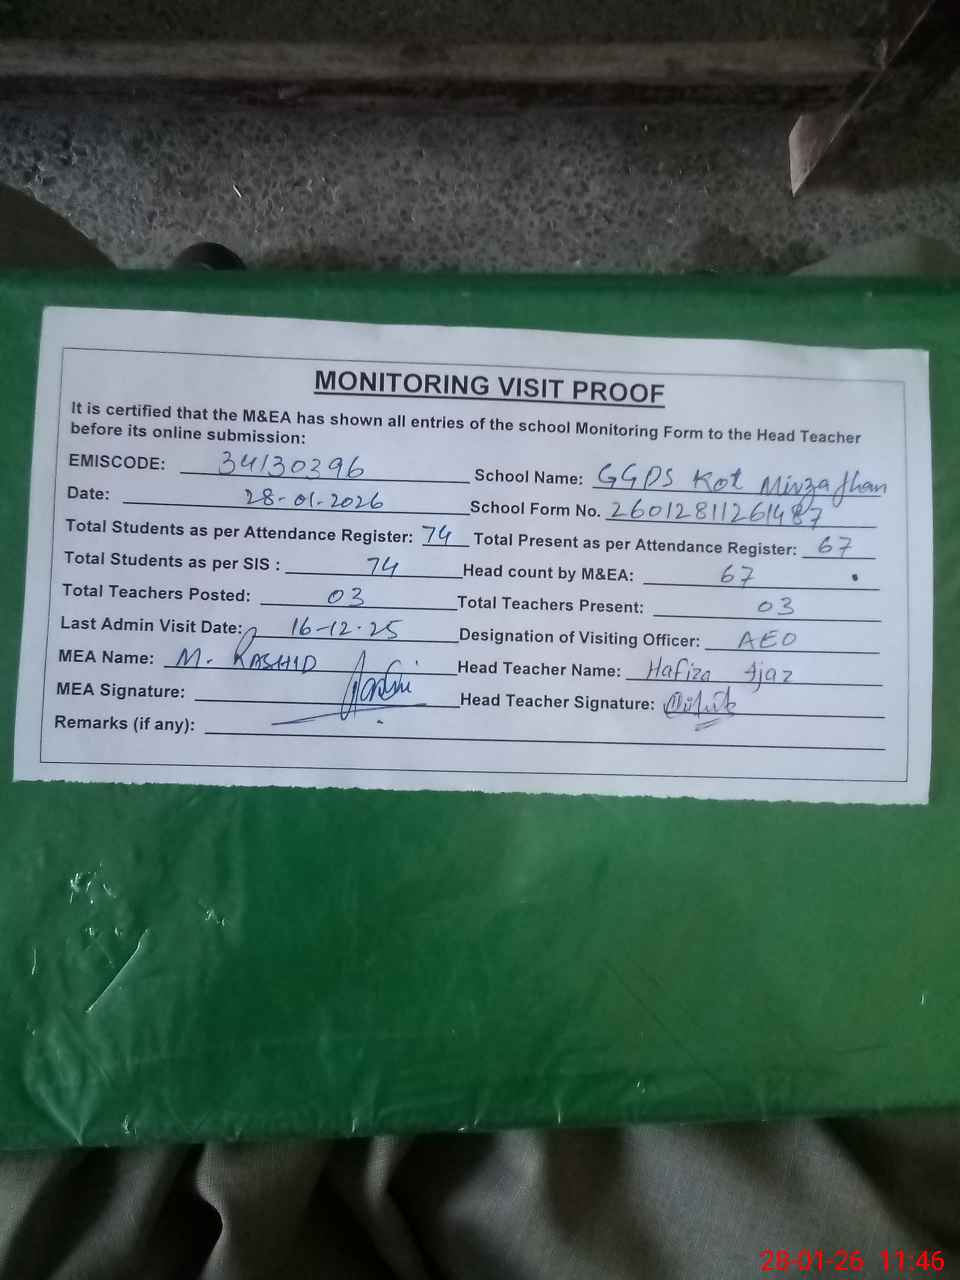 MONITORING VISIT PROOF
It is certified that the M&EA has shown all entries of the school Monitoring Form to the Head Teacher
before its online submission:
EMISCODE: 34130396 School Name: GGPS Kot Mirza Jhan
Date: 28-01-2026 School Form No. 26012811261487
Total Students as per Attendance Register: 74 Total Present as per Attendance Register: 67
Total Students as per SIS : 74 Head count by M&EA: 67
Total Teachers Posted: 03 Total Teachers Present: 03
Last Admin Visit Date: 16-12-25 Designation of Visiting Officer: AEO
MEA Name: M. RASHID Head Teacher Name: Hafiza Ijaz
MEA Signature: Head Teacher Signature:
Remarks (if any):
28-01-26 11:46